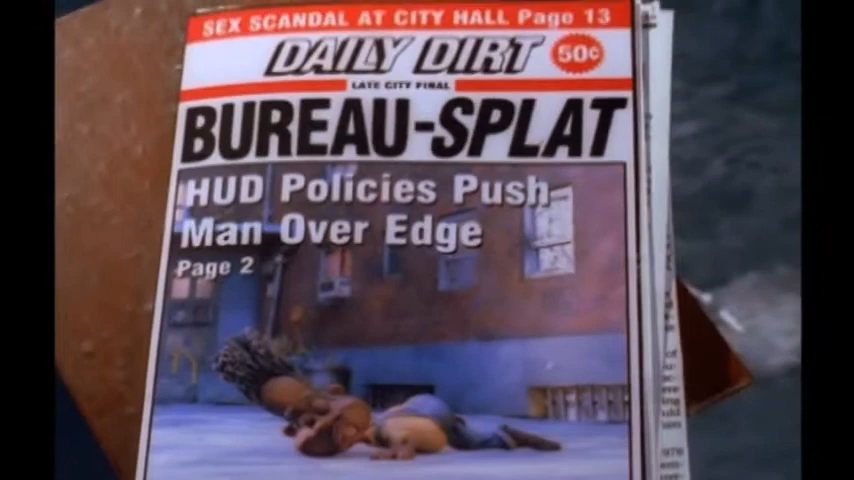 SEX SCANDAL AT CITY HALL Page 13
DAILY DIRT
50¢
LATE CITY FINAL
BUREAU-SPLAT
HUD Policies Push
Man Over Edge
Page 2